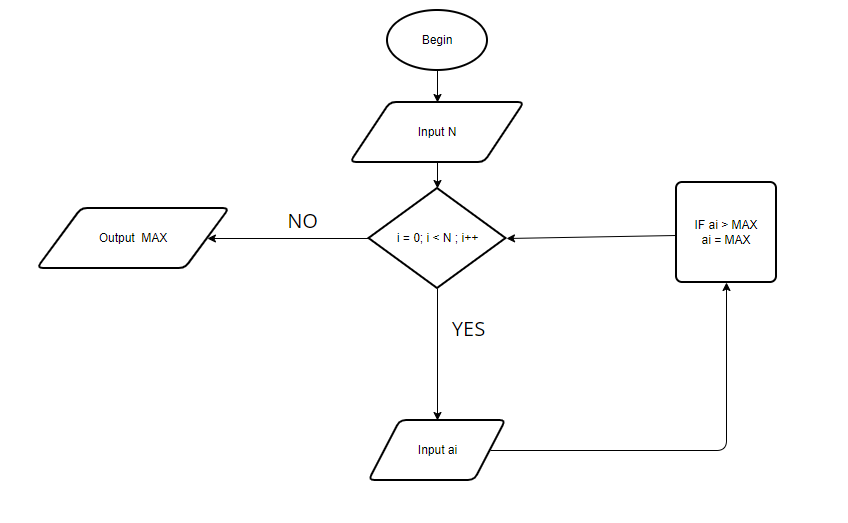 Begin
Input N
i = 0; i < N ; i++
NO
Output  MAX
YES
Input ai
IF ai > MAX
ai = MAX